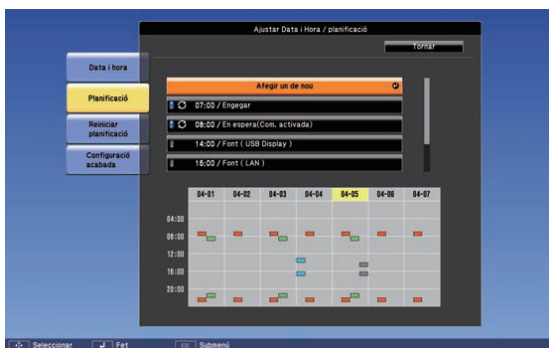 Ajustar Data i Hora / planificació
Tornar
Data i hora
Planificació
Reiniciar
planificació
Configuració
acabada
Afegir un de nou
07:00 / Engegar
08:00 / En espera(Com. activada)
14:00 / Font ( USB Display )
16:00 / Font ( LAN )
04-01 04-02 04-03 04-04 04-05 04-06 04-07
04:00
08:00
12:00
16:00
20:00
Seleccionar Fet Esc Submenú